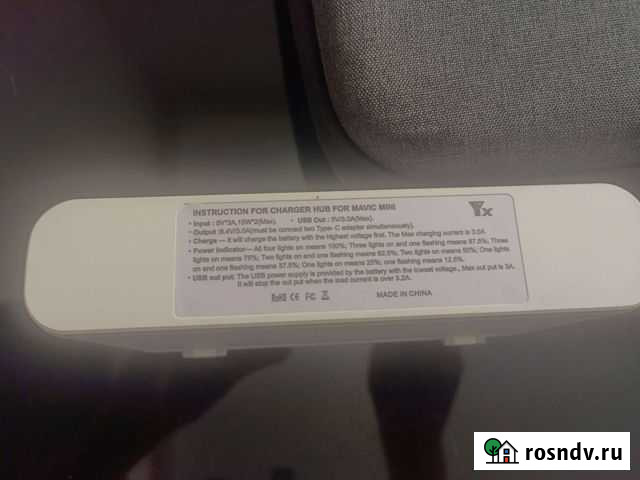 INSTRUCTION FOR CHARGER HUB FOR MAVIC MINI
Yx
• Input : 5V*3A,15W*2(Max). • USB Out : 5V/3.0A(Max).
• Output :8.4V/3.0A(must be connect two Type-C adapter simultaneously).
• Charge — it will charge the battery with the Highest voltage first. The Max charging current is 3.0A.
• Power Indicator— All four lights on means 100%; Three lights on and one flashing means 87.5%, Three
lights on means 75%; Two lights on and one flashing means 62.5%, Two lights on means 50%; One lights
on and one flashing means 37.5%; One lights on means 25%; one flashing means 12.5%.
• USB out put: The USB power supply is provided by the battery with the lowest voltage., Max out put is 3A.
It will stop the out put when the load current is over 3.2A.
RoHS CE FC MADE IN CHINA
rosndv.ru